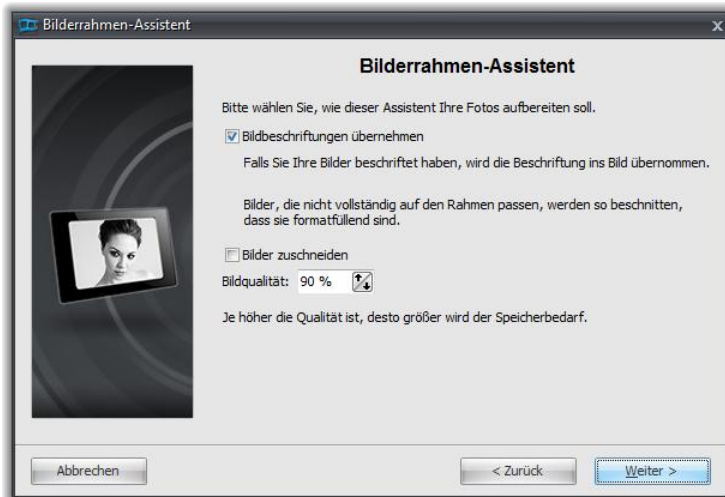 Bilderrahmen-Assistent
x
Bilderrahmen-Assistent
Bitte wählen Sie, wie dieser Assistent Ihre Fotos aufbereiten soll.
Bildbeschriftungen übernehmen
Falls Sie Ihre Bilder beschriftet haben, wird die Beschriftung ins Bild übernommen.
Bilder, die nicht vollständig auf den Rahmen passen, werden so beschnitten,
dass sie formatfüllend sind.
Bilder zuschneiden
Bildqualität: 90 %
Je höher die Qualität ist, desto größer wird der Speicherbedarf.
Abbrechen < Zurück Weiter >